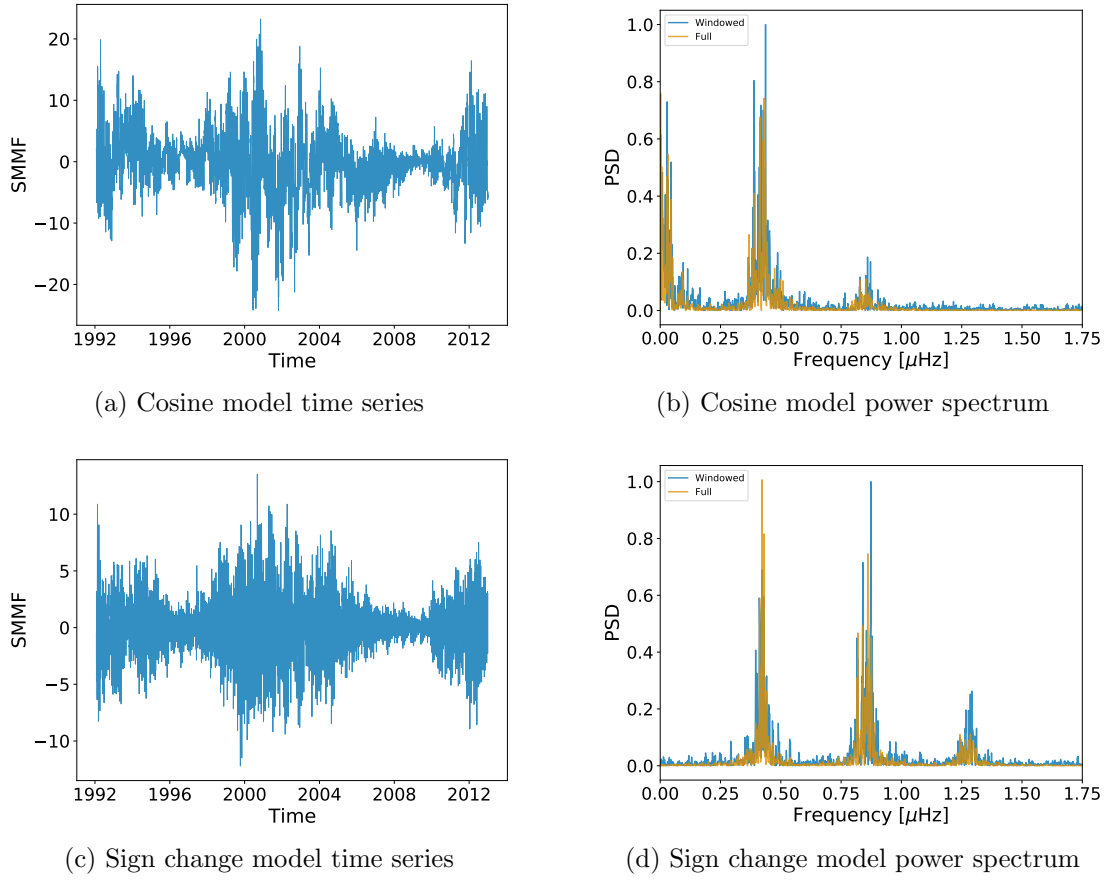 20
10
0
−10
−20
SMMF
1992 1996 2000 2004 2008 2012
Time
(a) Cosine model time series
Windowed
Full
1.0
0.8
0.6
0.4
0.2
0.0
PSD
0.00 0.25 0.50 0.75 1.00 1.25 1.50 1.75
Frequency [μHz]
(b) Cosine model power spectrum
10
5
0
−5
−10
SMMF
1992 1996 2000 2004 2008 2012
Time
(c) Sign change model time series
Windowed
Full
1.0
0.8
0.6
0.4
0.2
0.0
PSD
0.00 0.25 0.50 0.75 1.00 1.25 1.50 1.75
Frequency [μHz]
(d) Sign change model power spectrum